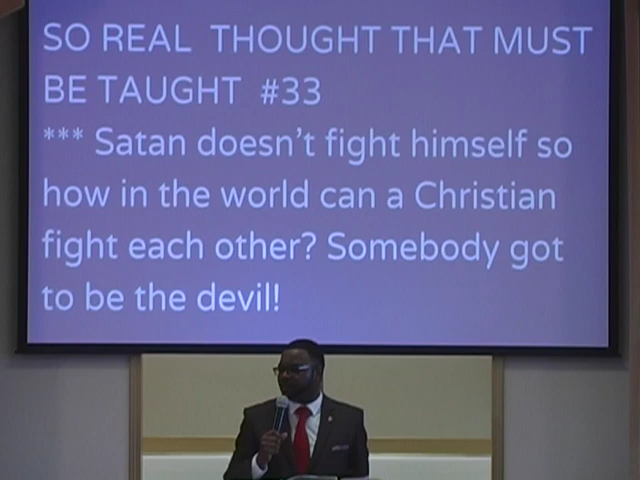 SO REAL  THOUGHT THAT MUST
BE TAUGHT  #33
*** Satan doesn't fight himself so
how in the world can a Christian
fight each other? Somebody got
to be the devil!